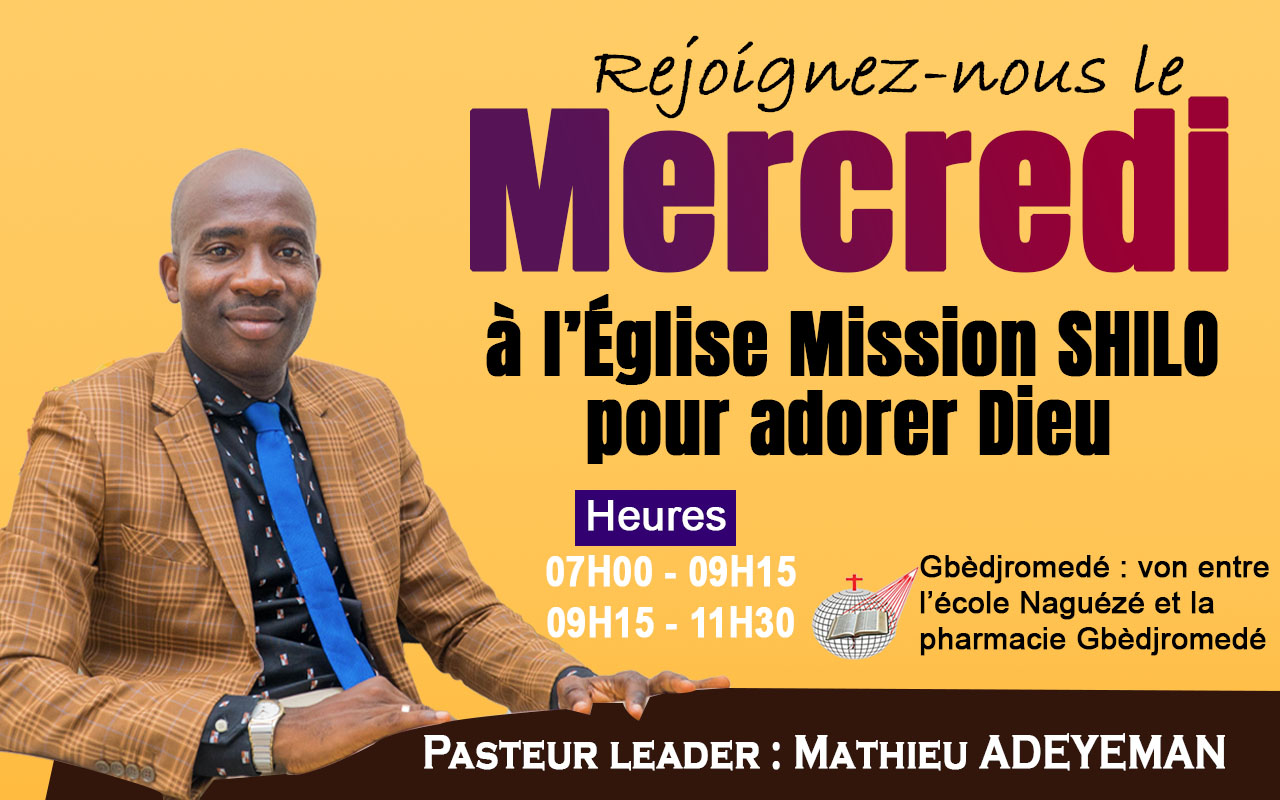 Rejoignez-nous le
Mercredi
à l'Église Mission SHILO
pour adorer Dieu
Heures
07H00 - 09H15
09H15 - 11H30
Gbèdjromedé : von entre
l'école Naguézé et la
pharmacie Gbèdjromedé
Pasteur leader : Mathieu ADEYEMAN